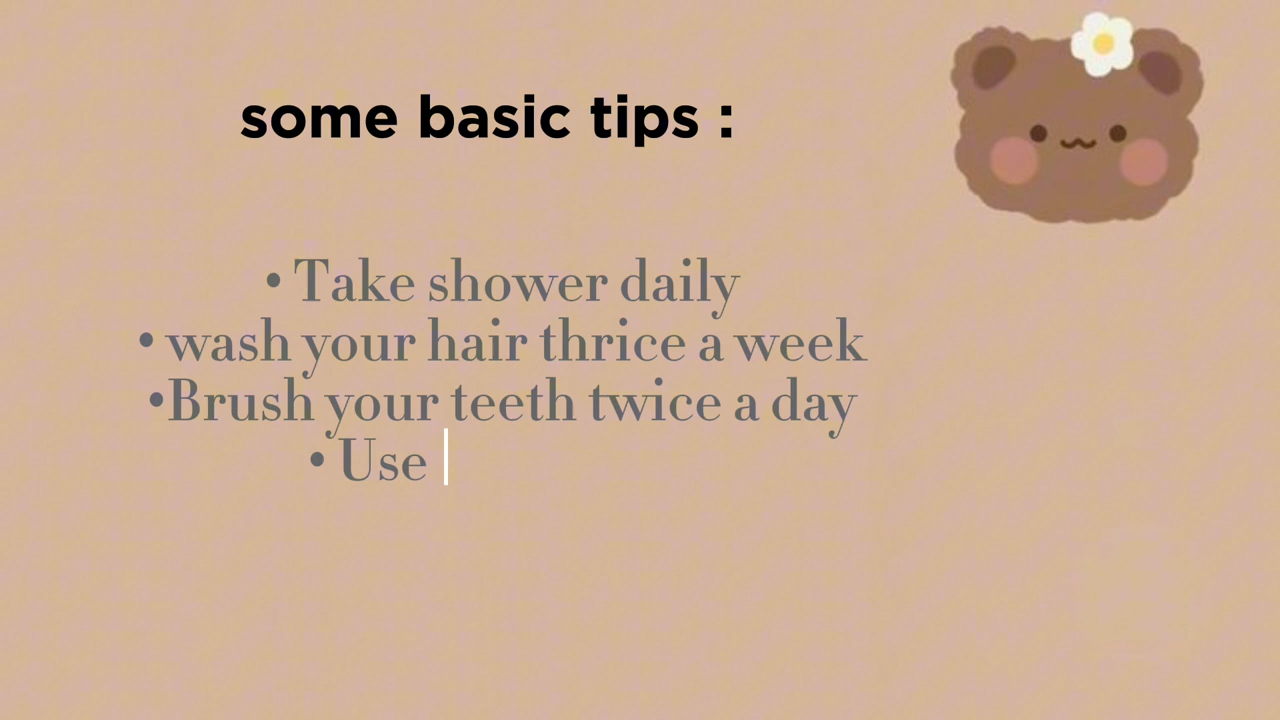 some basic tips :
• Take shower daily
• wash your hair thrice a week
•Brush your teeth twice a day
• Use